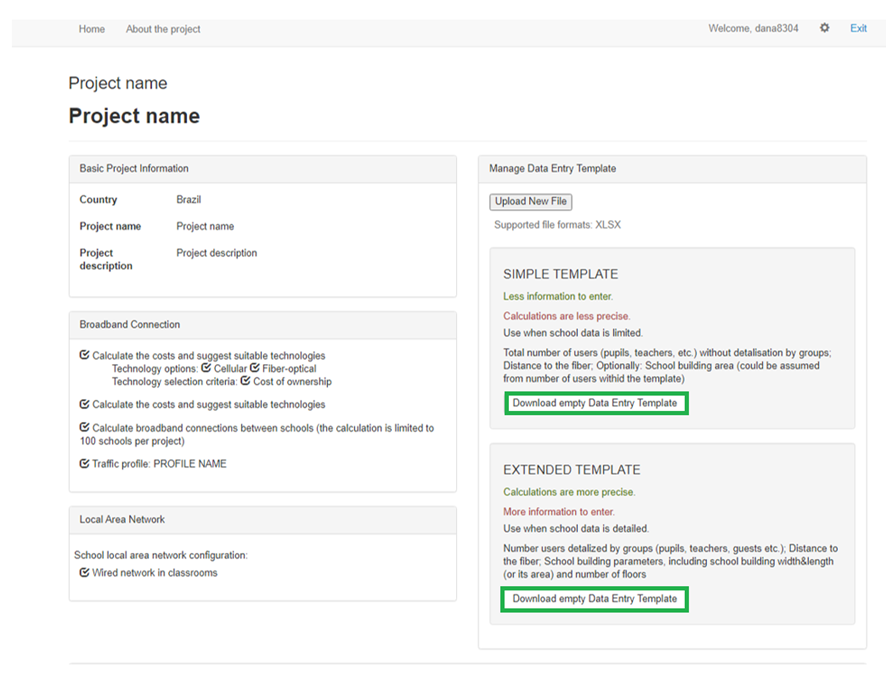 Home About the project Welcome, dana8304 Exit
Project name
Project name
Basic Project Information
Country Brazil
Project name Project name
Project description Project description
Broadband Connection
Calculate the costs and suggest suitable technologies
Technology options: Cellular Fiber-optical
Technology selection criteria: Cost of ownership
Calculate the costs and suggest suitable technologies
Calculate broadband connections between schools (the calculation is limited to
100 schools per project)
Traffic profile: PROFILE NAME
Local Area Network
School local area network configuration:
Wired network in classrooms
Manage Data Entry Template
Upload New File
Supported file formats: XLSX
SIMPLE TEMPLATE
Less information to enter.
Calculations are less precise.
Use when school data is limited.
Total number of users (pupils, teachers, etc.) without detalisation by groups;
Distance to the fiber; Optionally: School building area (could be assumed
from number of users withid the template)
Download empty Data Entry Template
EXTENDED TEMPLATE
Calculations are more precise.
More information to enter.
Use when school data is detailed.
Number users detalized by groups (pupils, teachers, guests etc.); Distance to
the fiber; School building parameters, including school building width&length
(or its area) and number of floors
Download empty Data Entry Template